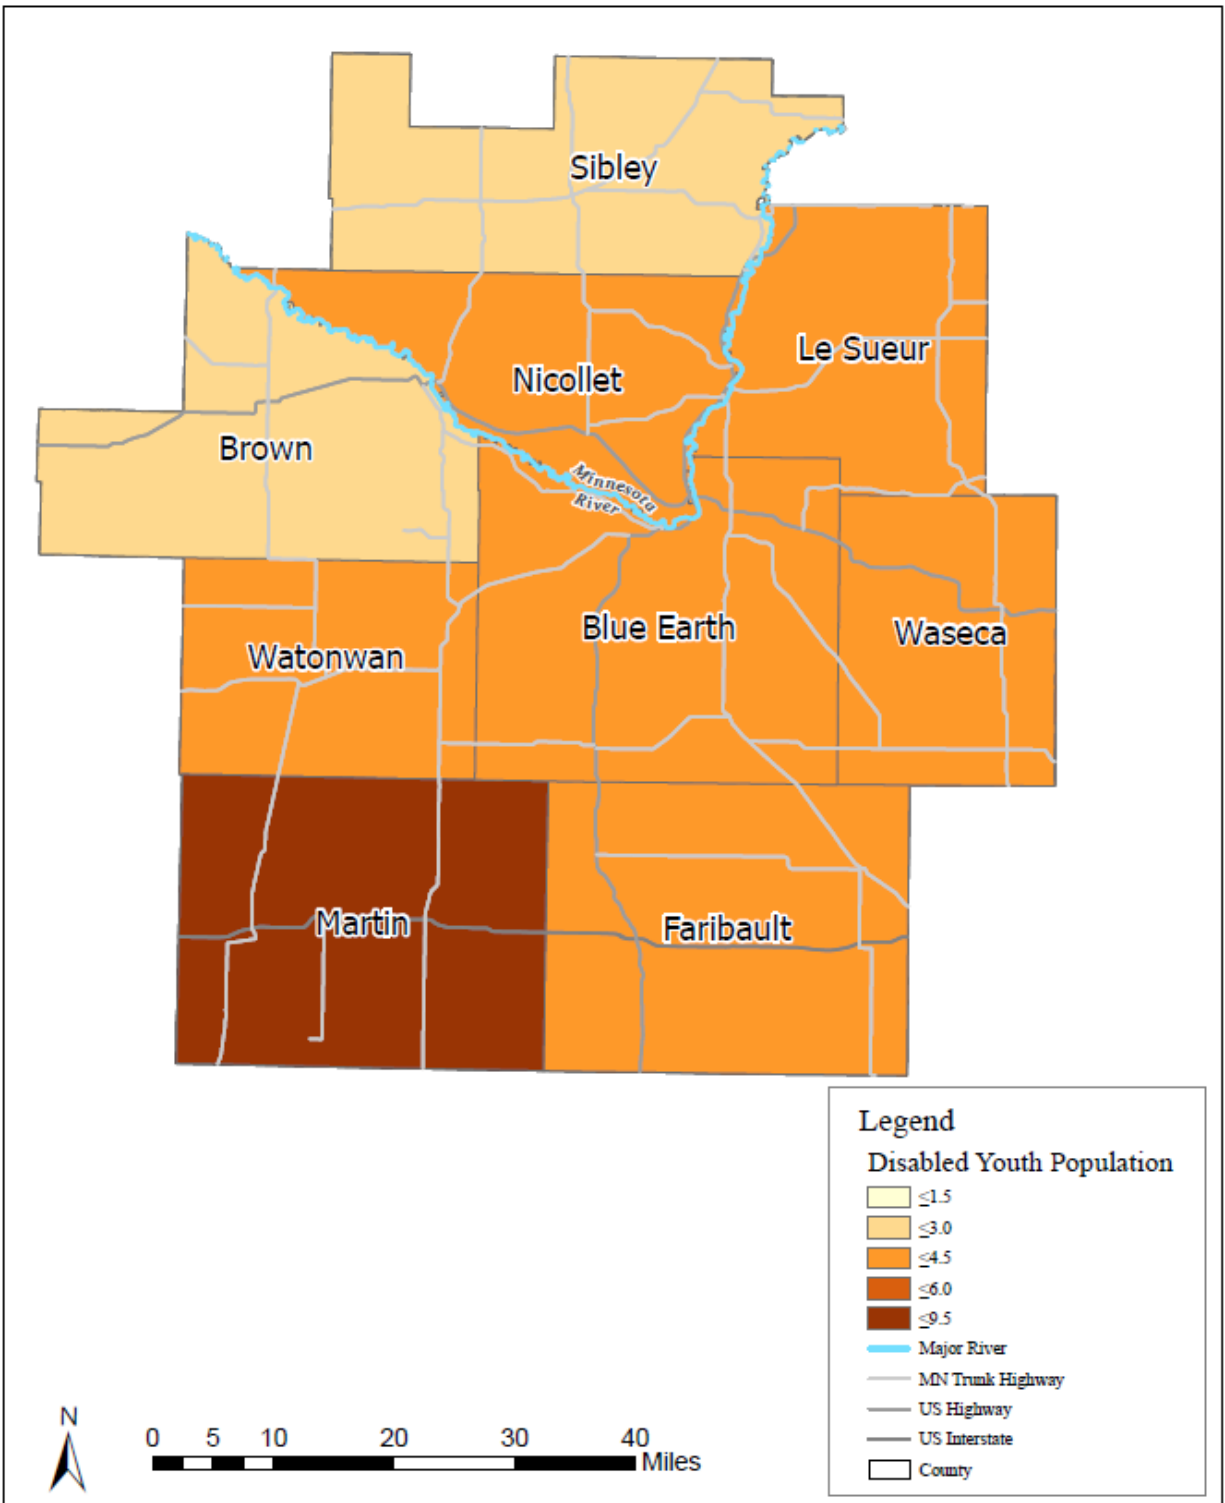 Sibley
Le Sueur
Nicollet
Brown
Minnesota
River
Blue Earth
Waseca
Watonwan
Martin
Faribault
Legend
Disabled Youth Population
≤1.5
≤3.0
≤4.5
≤6.0
≤9.5
Major River
MN Trunk Highway
US Highway
US Interstate
County
N
0 5 10 20 30 40
Miles